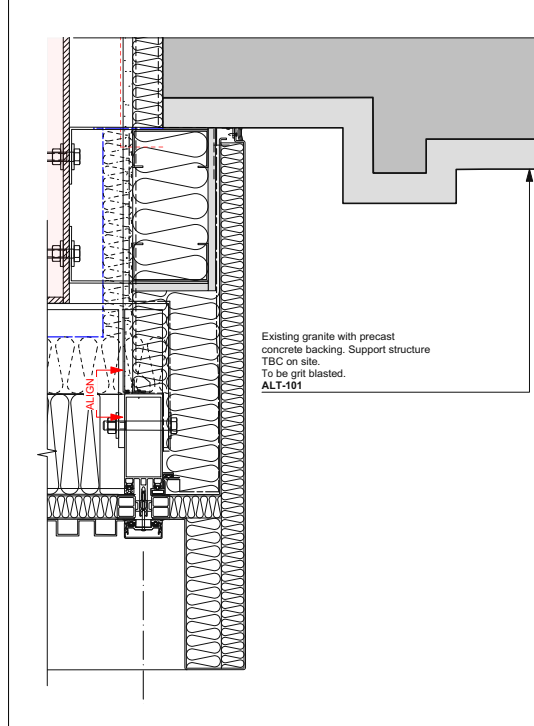 Existing granite with precast
concrete backing. Support structure
TBC on site.
To be grit blasted.
ALT-101
ALIGN